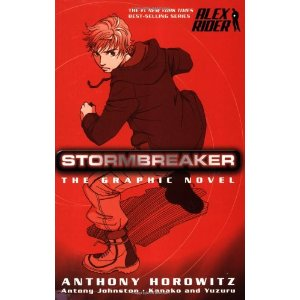 THE #1 NEW YORK TIMES
BEST-SELLING SERIES
ALEX
RIDER
STORMBREAKER
THE GRAPHIC NOVEL
ANTHONY HOROWITZ
Antony Johnston • Kanako and Yuzuru